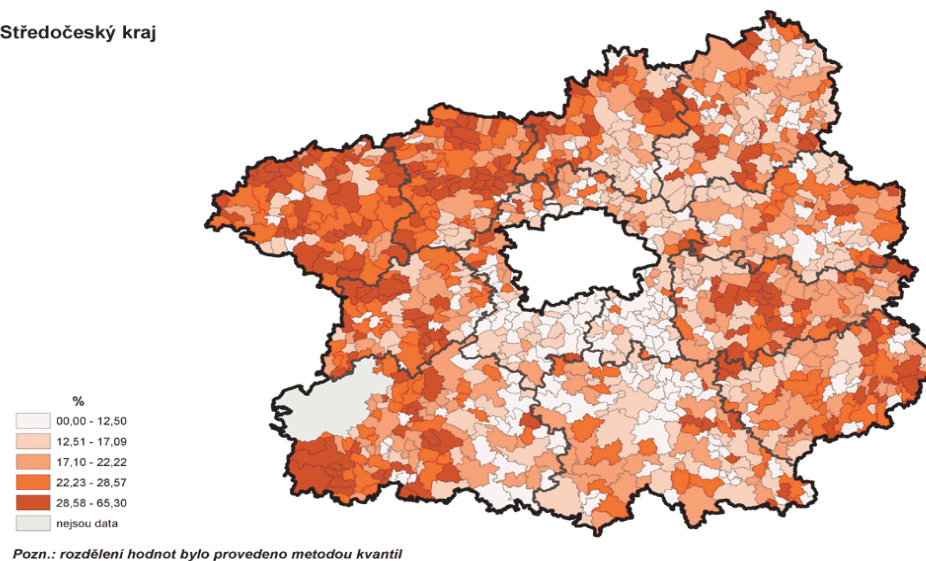 Středočeský kraj
%
00,00 - 12,50
12,51 - 17,09
17,10 - 22,22
22,23 - 28,57
28,58 - 65,30
nejsou data
Pozn.: rozdělení hodnot bylo provedeno metodou kvantil